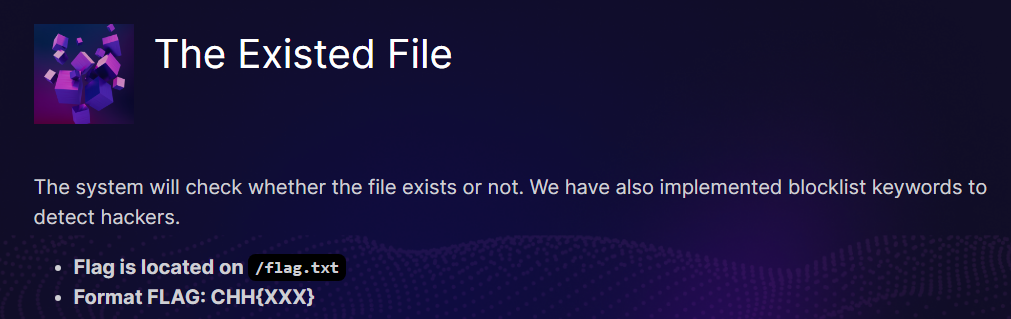 The Existed File
The system will check whether the file exists or not. We have also implemented blocklist keywords to
detect hackers.
• Flag is located on /flag.txt
• Format FLAG: CHH{XXX}